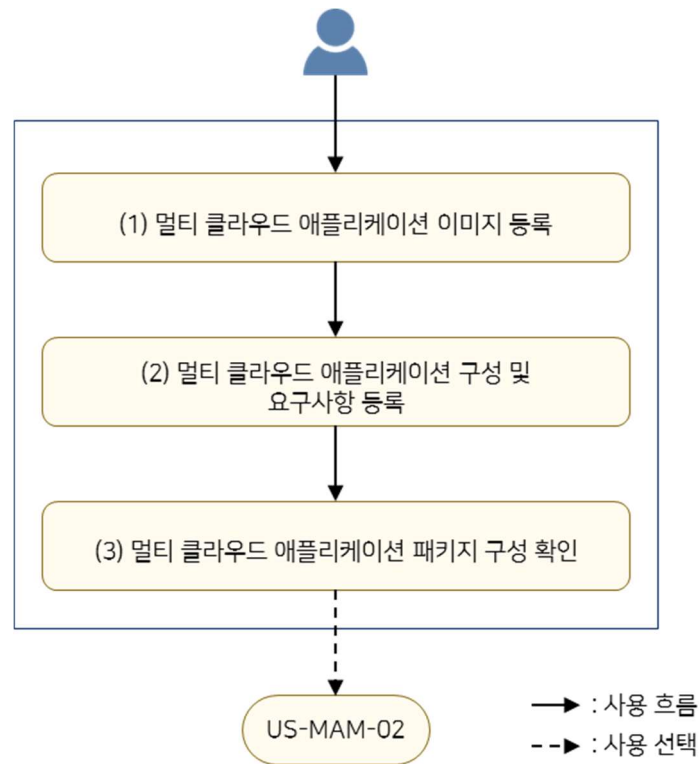 (1) 멀티 클라우드 애플리케이션 이미지 등록
(2) 멀티 클라우드 애플리케이션 구성 및
요구사항 등록
(3) 멀티 클라우드 애플리케이션 패키지 구성 확인
US-MAM-02
: 사용 흐름
: 사용 선택